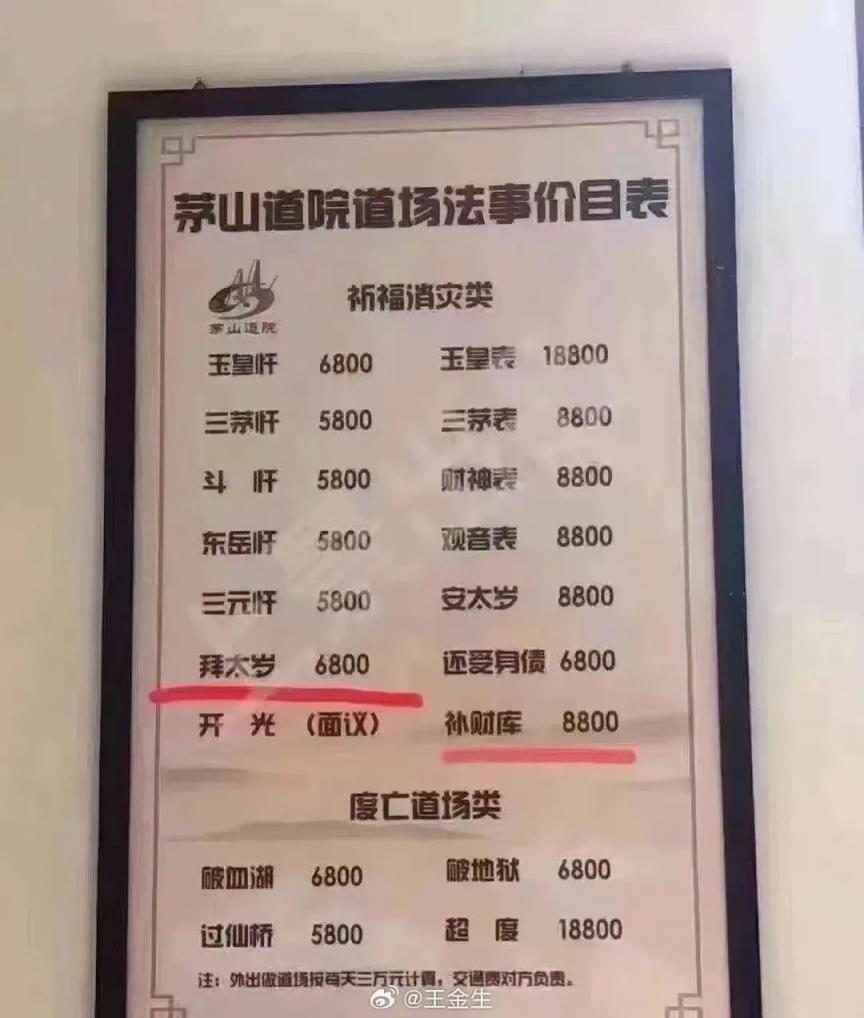 茅山道院道场法事价目表
茅山道院
祈福消灾类
玉皇忏 6800 玉皇表 18800
三茅忏 5800 三茅表 8800
斗 忏 5800 财神表 8800
东岳忏 5800 观音表 8800
三元忏 5800 安太岁 8800
拜太岁 6800 还受身债 6800
开 光 (面议) 补财库 8800
度亡道场类
破血湖 6800 破地狱 6800
过仙桥 5800 超 度 18800
注：外出做道场按每天三万元计算，交通费对方负责。
@王金生